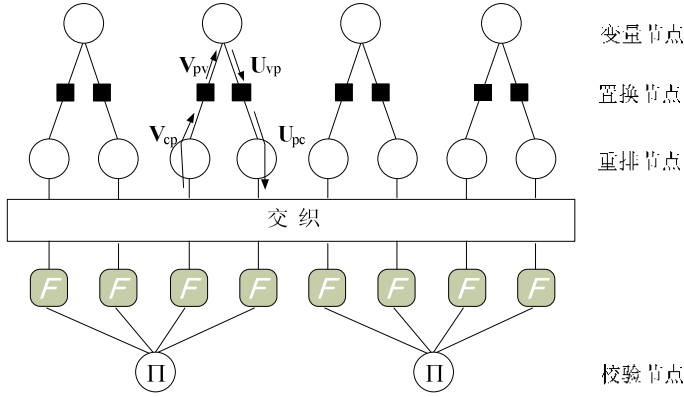 变量节点
V_pv U_vp
置换节点
V_cp U_pc
重排节点
交织
F F F F F F F F
Π Π
校验节点